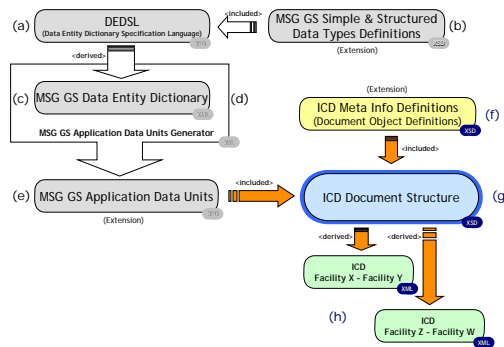 (a)
DEDSL
(Data Entity Dictionary Specification Language)
<included>
MSG GS Simple & Structured
Data Types Definitions
(b)
XSD
(Extension)
<derived>
(c)
MSG GS Data Entity Dictionary
(d)
MSG GS Application Data Units Generator
(Extension)
ICD Meta Info Definitions
(Document Object Definitions)
XSD
(f)
<included>
(e)
MSG GS Application Data Units
(Extension)
<included>
ICD Document Structure
XSD
(g
<derived>
<derived>
ICD
Facility X - Facility Y
XML
(h)
ICD
Facility Z - Facility W
XML